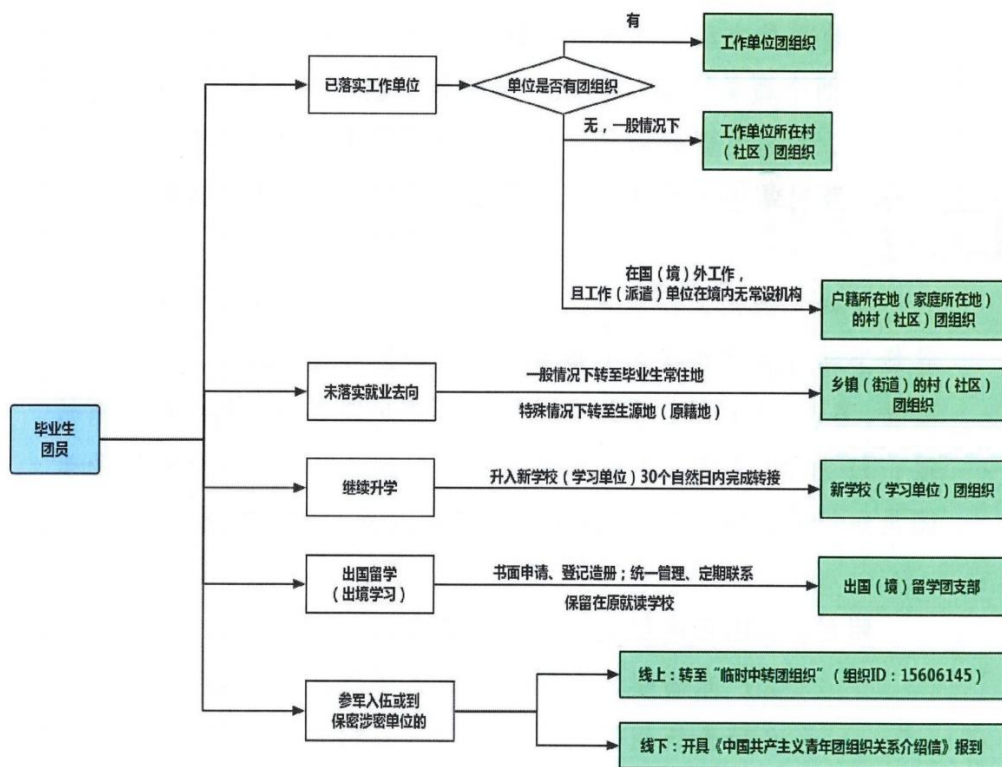 有
工作单位团组织
已落实工作单位
单位是否有团组织
无，一般情况下
工作单位所在村
（社区）团组织
在国（境）外工作，
且工作（派遣）单位在境内无常设机构
户籍所在地（家庭所在地）
的村（社区）团组织
毕业生
团员
未落实就业去向
一般情况下转至毕业生常住地
特殊情况下转至生源地（原籍地）
乡镇（街道）的村（社区）
团组织
继续升学
升入新学校（学习单位）30个自然日内完成转接
新学校（学习单位）团组织
出国留学
（出境学习）
书面申请、登记造册；统一管理、定期联系
保留在原就读学校
出国（境）留学团支部
参军入伍或到
保密涉密单位的
线上：转至“临时中转团组织”（组织ID：15606145）
线下：开具《中国共产主义青年团组织关系介绍信》报到